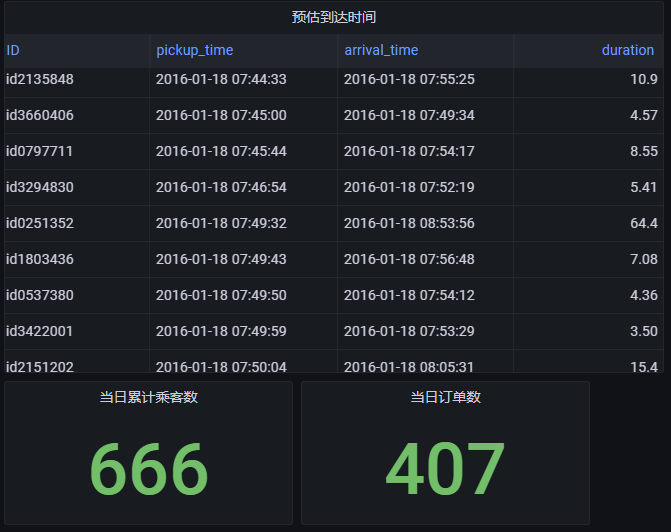 预估到达时间
ID pickup_time arrival_time duration
id2135848 2016-01-18 07:44:33 2016-01-18 07:55:25 10.9
id3660406 2016-01-18 07:45:00 2016-01-18 07:49:34 4.57
id0797711 2016-01-18 07:45:44 2016-01-18 07:54:17 8.55
id3294830 2016-01-18 07:46:54 2016-01-18 07:52:19 5.41
id0251352 2016-01-18 07:49:32 2016-01-18 08:53:56 64.4
id1803436 2016-01-18 07:49:43 2016-01-18 07:56:48 7.08
id0537380 2016-01-18 07:49:50 2016-01-18 07:54:12 4.36
id3422001 2016-01-18 07:49:59 2016-01-18 07:53:29 3.50
id2151202 2016-01-18 07:50:04 2016-01-18 08:05:31 15.4
当日累计乘客数 当日订单数
666 407